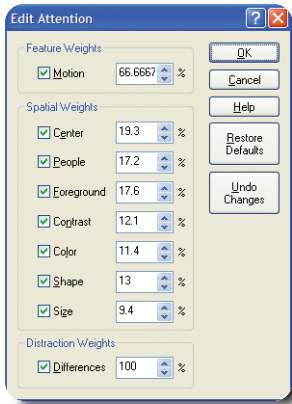 Edit Attention
Feature Weights
Motion 66.6667 %
Spatial Weights
Center 19.3 %
People 17.2 %
Foreground 17.6 %
Contrast 12.1 %
Color 11.4 %
Shape 13 %
Size 9.4 %
Distraction Weights
Differences 100 %
OK
Cancel
Help
Restore
Defaults
Undo
Changes